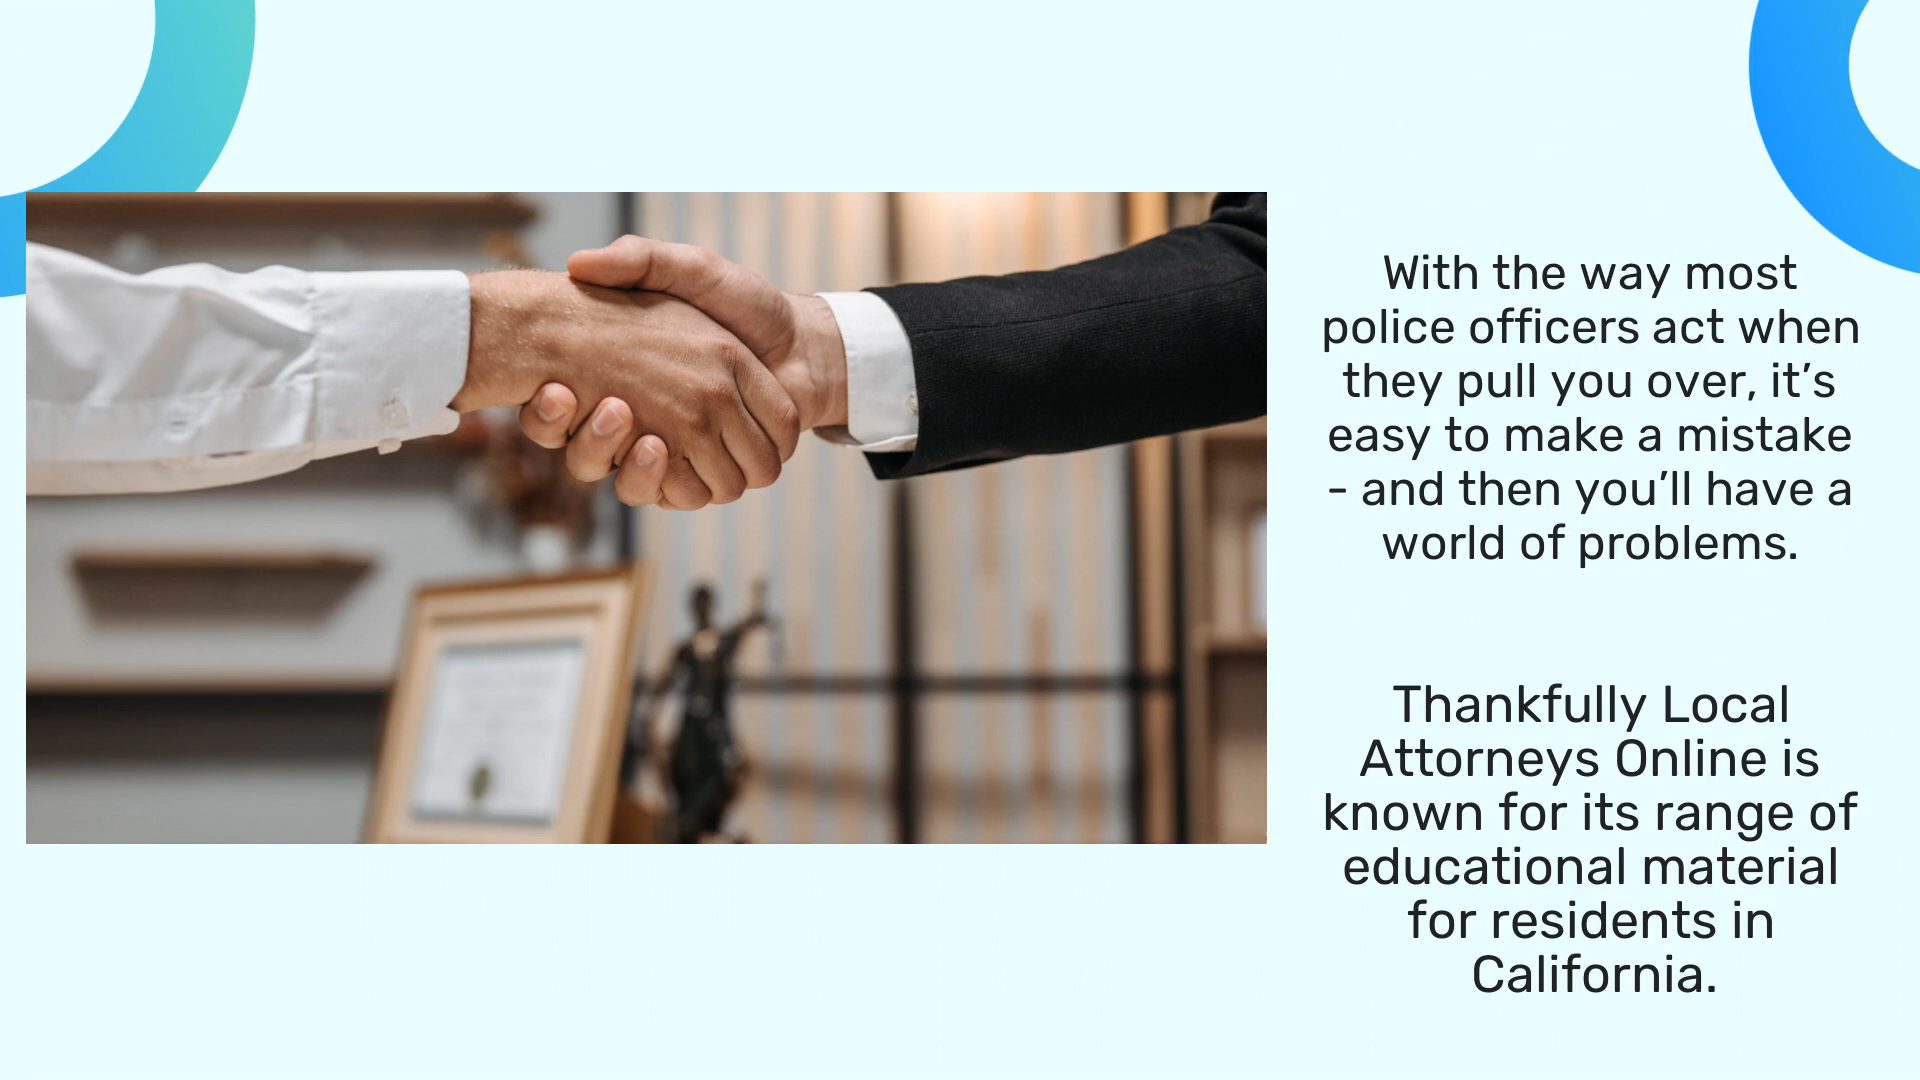 With the way most
police officers act when
they pull you over, it’s
easy to make a mistake
- and then you’ll have a
world of problems.
Thankfully Local
Attorneys Online is
known for its range of
educational material
for residents in
California.